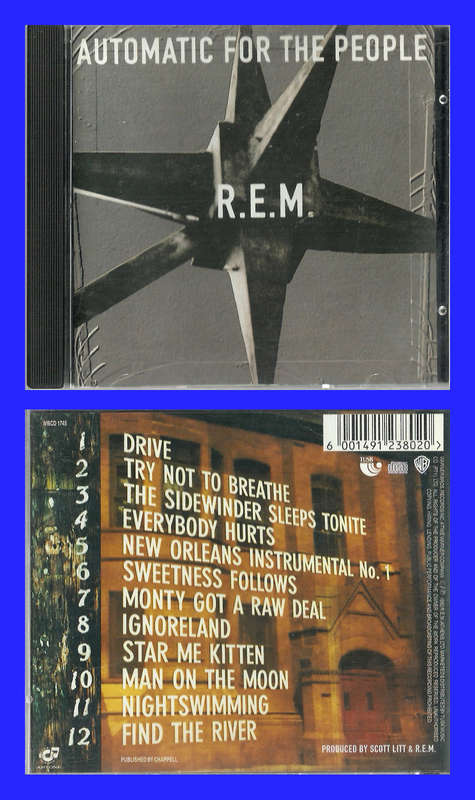 AUTOMATIC FOR THE PEOPLE
R.E.M.
WBCD 1745
6 001491 238020 >
TUSK
1 DRIVE
2 TRY NOT TO BREATHE
3 THE SIDEWINDER SLEEPS TONITE
4 EVERYBODY HURTS
5 NEW ORLEANS INSTRUMENTAL No. 1
6 SWEETNESS FOLLOWS
7 MONTY GOT A RAW DEAL
8 IGNORELAND
9 STAR ME KITTEN
10 MAN ON THE MOON
11 NIGHTSWIMMING
12 FIND THE RIVER
PRODUCED BY SCOTT LITT & R.E.M.
PUBLISHED BY CHAPPELL